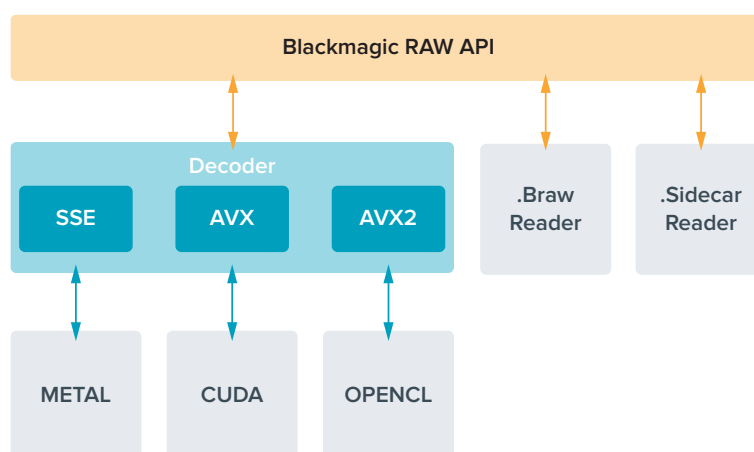 Blackmagic RAW API
Decoder
SSE
AVX
AVX2
.Braw
Reader
.Sidecar
Reader
METAL
CUDA
OPENCL